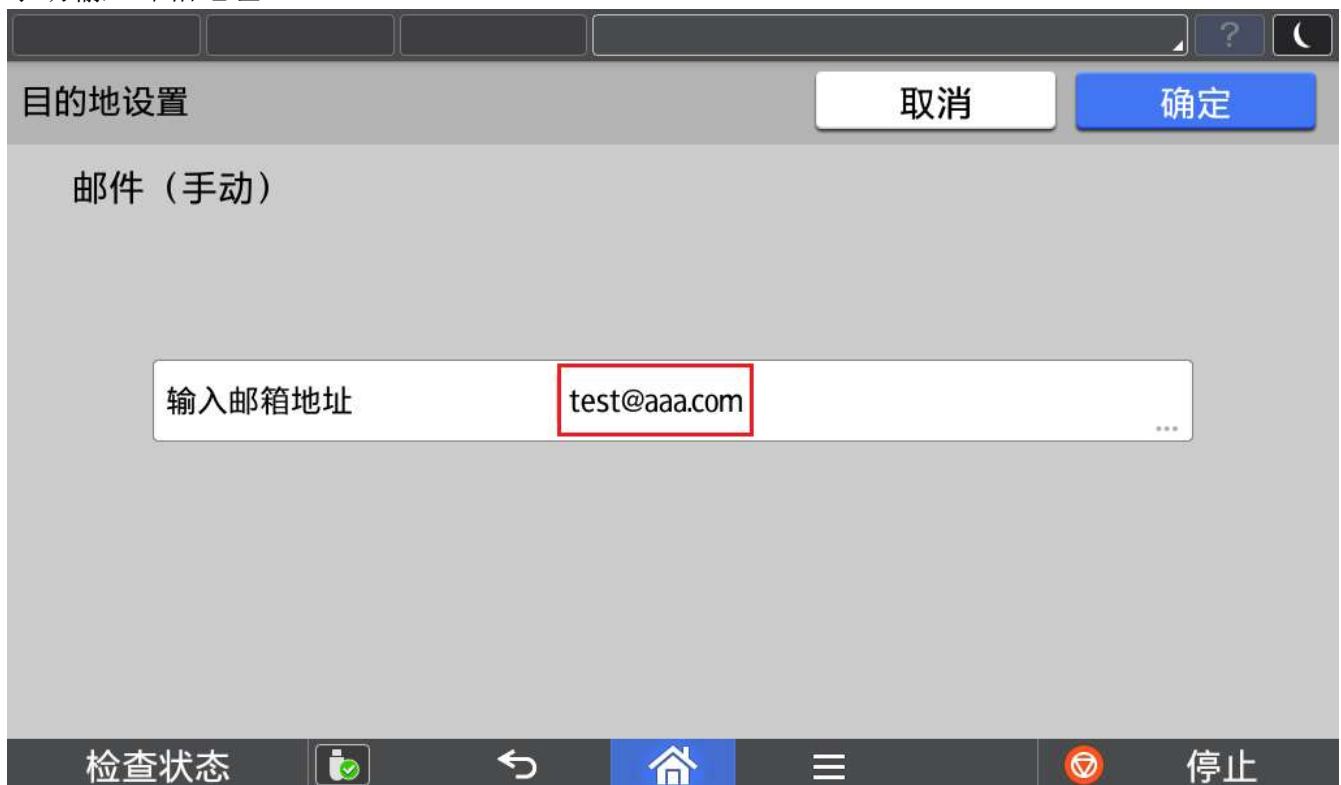 ?
目的地设置
取消
确定
邮件（手动）
输入邮箱地址
test@aaa.com
...
检查状态
停止